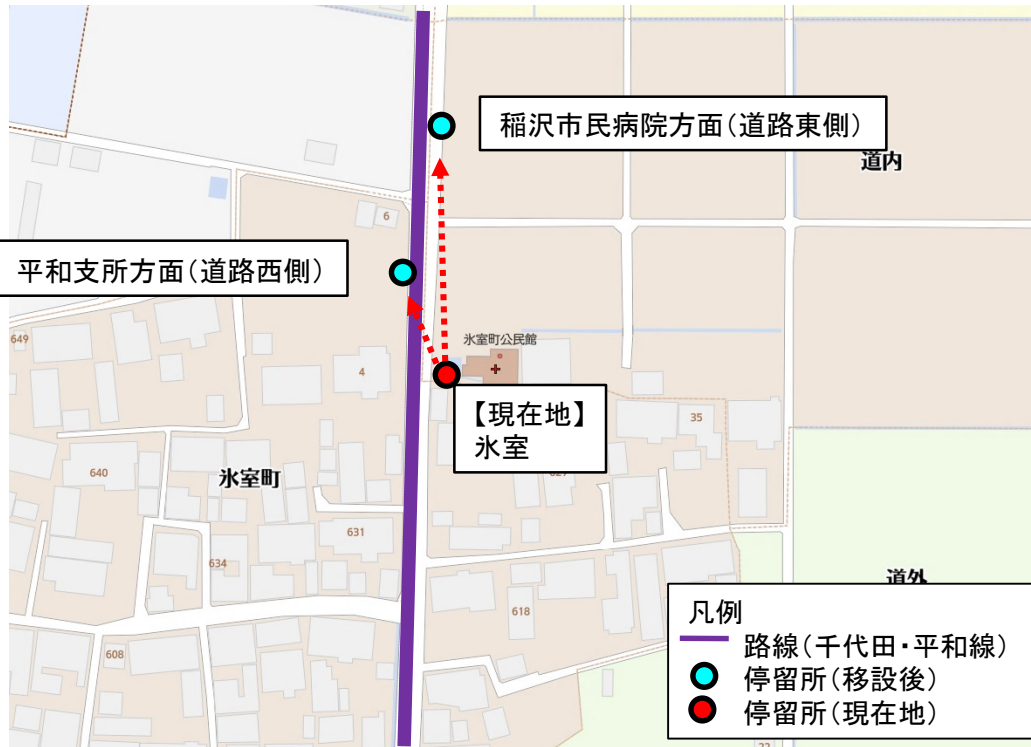 稲沢市民病院方面(道路東側)
道内
6
平和支所方面(道路西側)
氷室町公民館
649
4
【現在地】
氷室
35
640
氷室町
631
634
618
道外
608
凡例
路線(千代田・平和線)
停留所(移設後)
停留所(現在地)